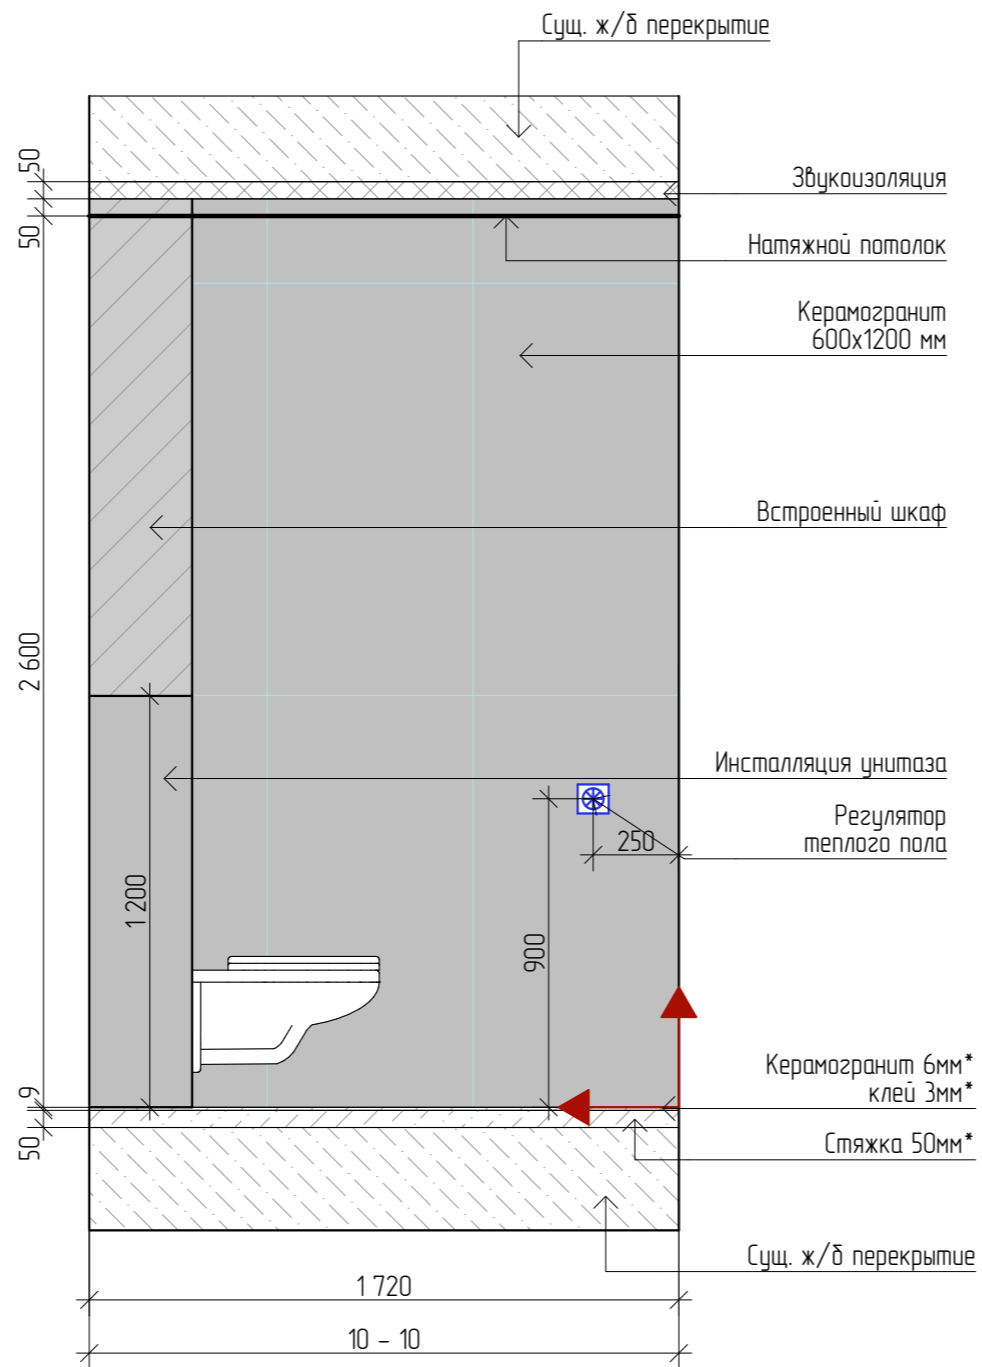 Сущ. ж/б перекрытие
50
Звукоизоляция
50
Натяжной потолок
Керамогранит
600х1200 мм
Встроенный шкаф
2 600
Инсталляция унитаза
Регулятор
теплого пола
250
1 200
900
Керамогранит 6мм*
клей 3мм*
9
50
Стяжка 50мм*
Сущ. ж/б перекрытие
1 720
10 - 10